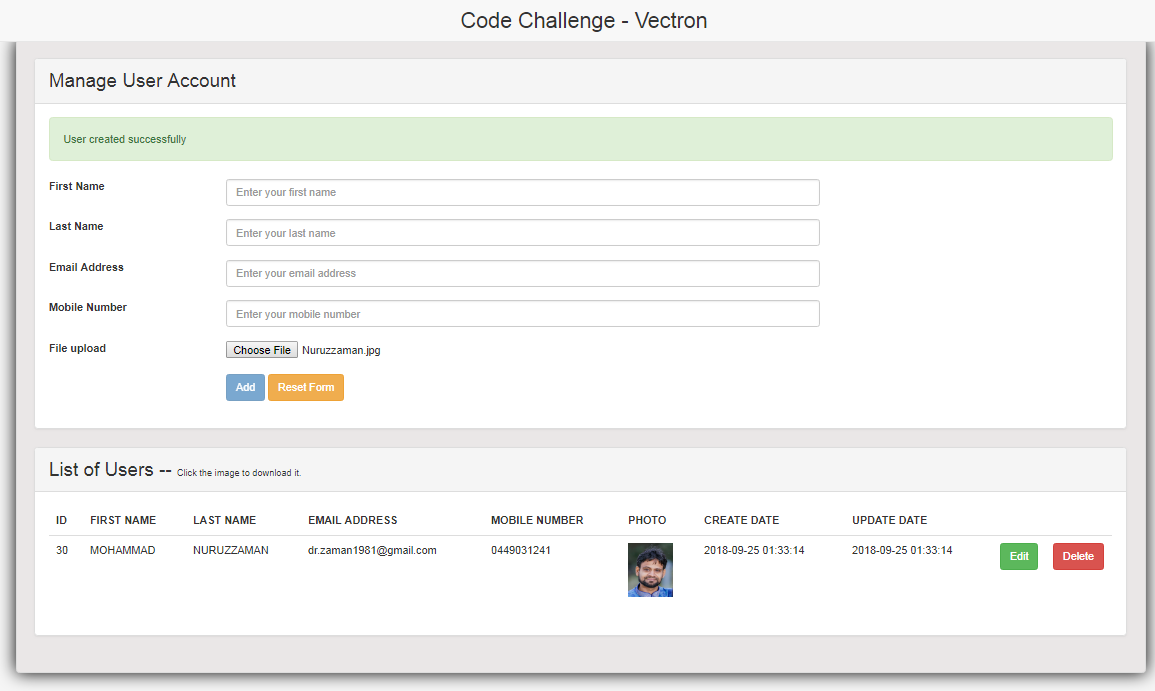 Code Challenge - Vectron
Manage User Account
User created successfully
First Name
Enter your first name
Last Name
Enter your last name
Email Address
Enter your email address
Mobile Number
Enter your mobile number
File upload
Choose File Nuruzzaman.jpg
Add Reset Form
List of Users -- Click the image to download it.
ID FIRST NAME LAST NAME EMAIL ADDRESS MOBILE NUMBER PHOTO CREATE DATE UPDATE DATE
30 MOHAMMAD NURUZZAMAN dr.zaman1981@gmail.com 0449031241 2018-09-25 01:33:14 2018-09-25 01:33:14 Edit Delete